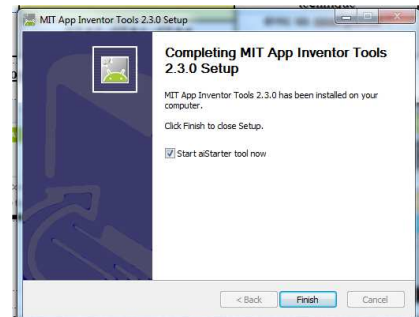 technique
MIT App Inventor Tools 2.3.0 Setup
Completing MIT App Inventor Tools
2.3.0 Setup
MIT App Inventor Tools 2.3.0 has been installed on your
computer.
Click Finish to close Setup.
Start aiStarter tool now
< Back
Finish
Cancel